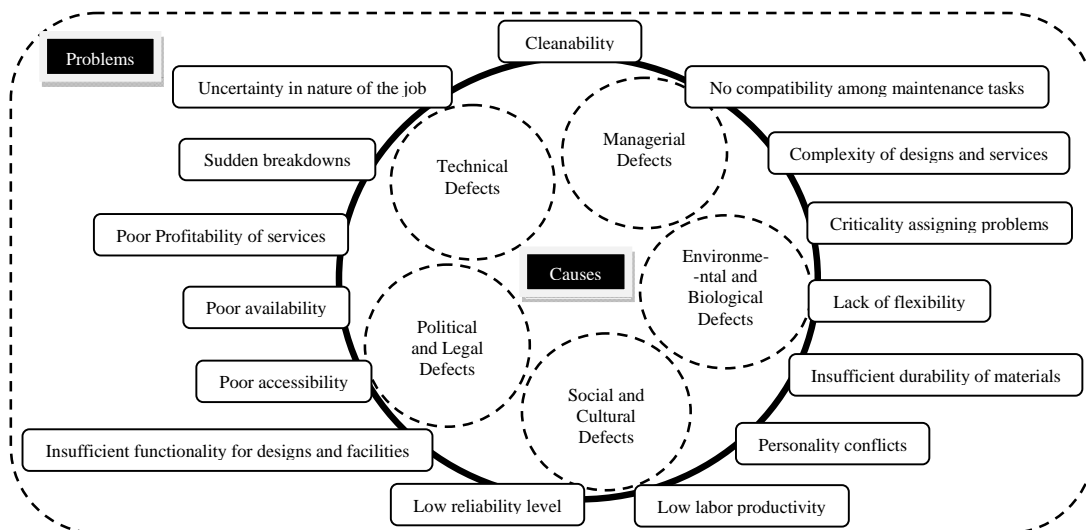 Problems
Cleanability
Uncertainty in nature of the job
No compatibility among maintenance tasks
Sudden breakdowns
Technical
Defects
Managerial
Defects
Complexity of designs and services
Poor Profitability of services
Criticality assigning problems
Causes
Environme-
-ntal and
Biological
Defects
Poor availability
Lack of flexibility
Political
and Legal
Defects
Poor accessibility
Insufficient durability of materials
Social and
Cultural
Defects
Insufficient functionality for designs and facilities
Personality conflicts
Low reliability level
Low labor productivity